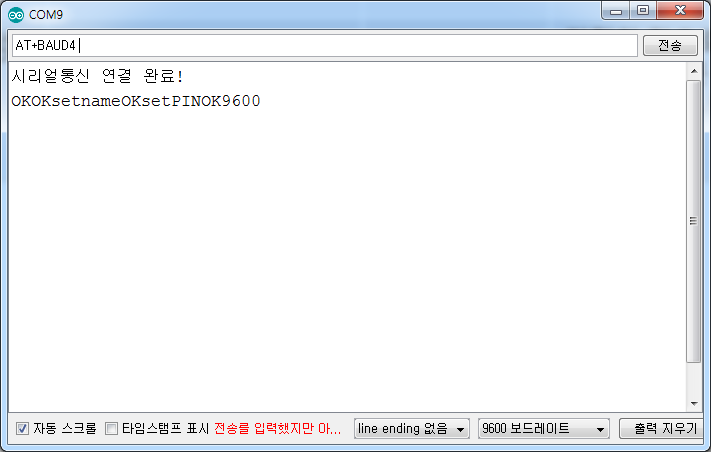 COM9
AT+BAUD4
전송
시리얼통신 연결 완료!
OKOKsetnameOKsetPINOK9600
자동 스크롤 타임스탬프 표시 전송를 입력했지만 아... line ending 없음 9600 보드레이트 출력 지우기